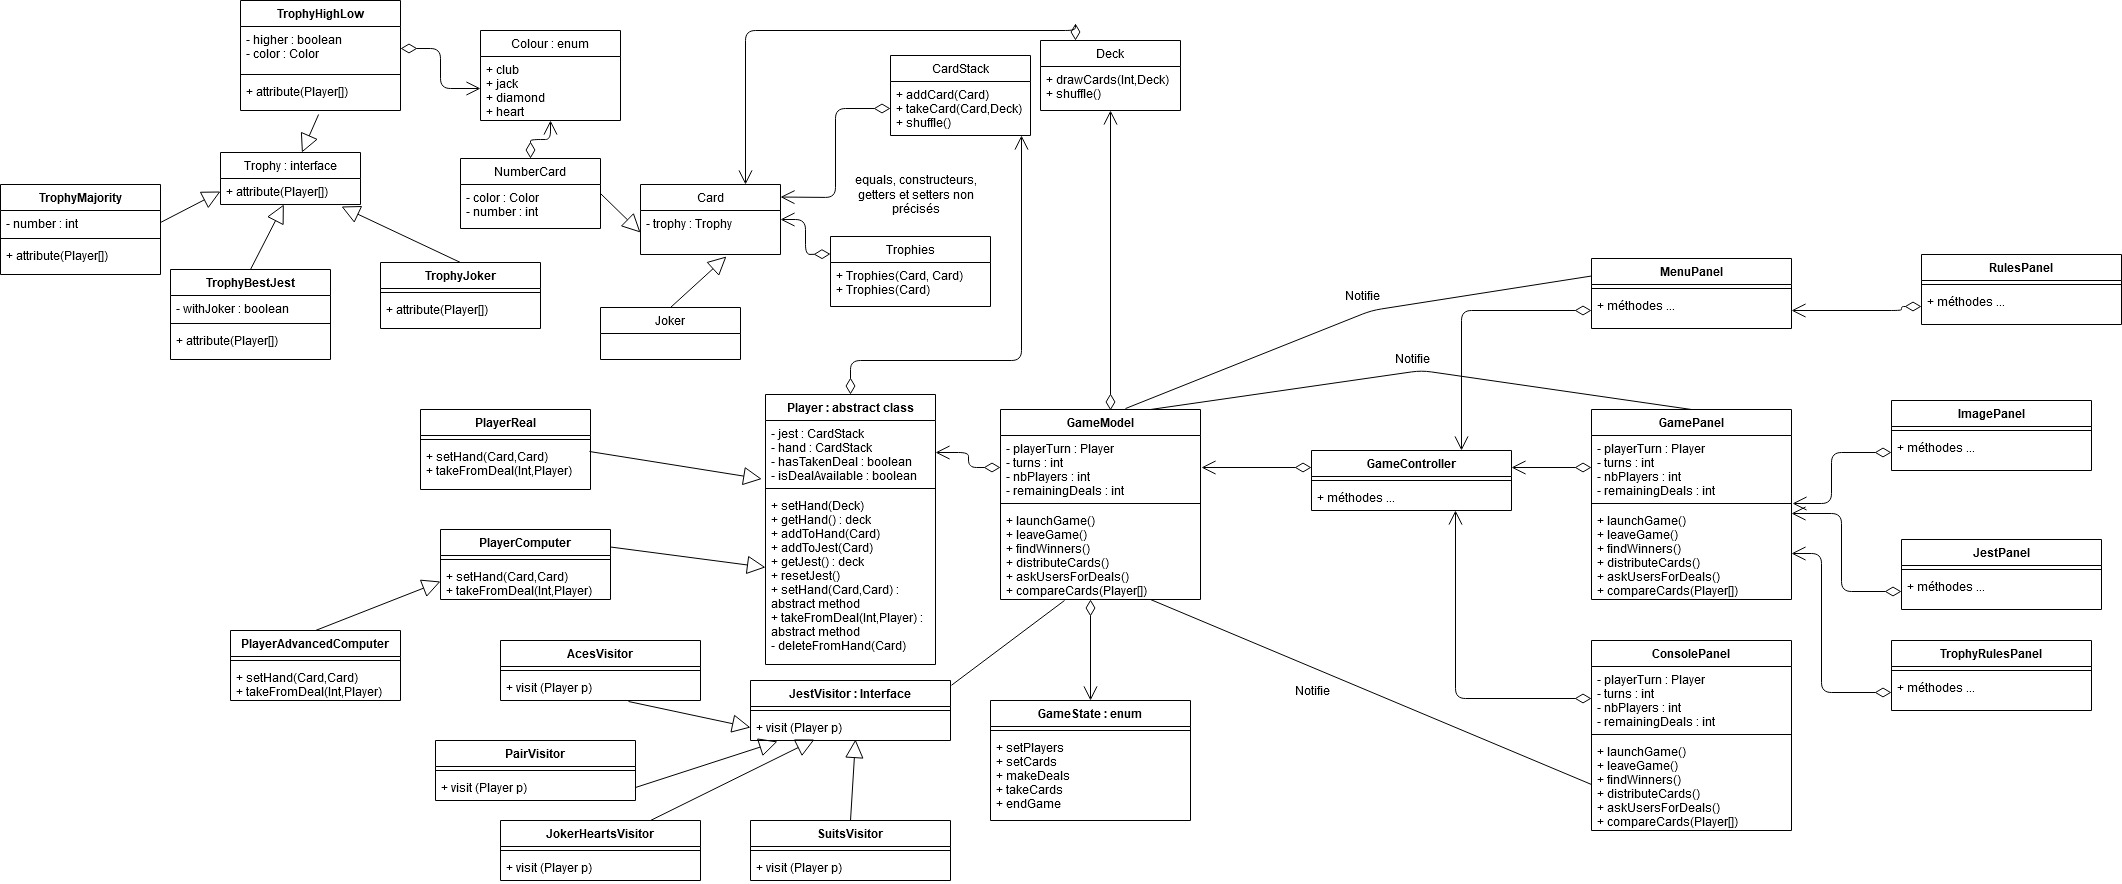 TrophyHighLow
- higher : boolean
- color : Color
+ attribute(Player[])
Colour : enum
+ club
+ jack
+ diamond
+ heart
Deck
+ drawCards(Int,Deck)
+ shuffle()
CardStack
+ addCard(Card)
+ takeCard(Card,Deck)
+ shuffle()
Trophy : interface
+ attribute(Player[])
NumberCard
- color : Color
- number : int
Card
- trophy : Trophy
equals, constructeurs,
getters et setters non
précisés
TrophyMajority
- number : int
+ attribute(Player[])
Trophies
+ Trophies(Card, Card)
+ Trophies(Card)
TrophyBestJest
- withJoker : boolean
+ attribute(Player[])
TrophyJoker
+ attribute(Player[])
Joker
MenuPanel
+ méthodes ...
RulesPanel
+ méthodes ...
Notifie
Notifie
PlayerReal
+ setHand(Card,Card)
+ takeFromDeal(Int,Player)
Player : abstract class
- jest : CardStack
- hand : CardStack
- hasTakenDeal : boolean
- isDealAvailable : boolean
+ setHand(Deck)
+ getHand() : deck
+ addToHand(Card)
+ addToJest(Card)
+ getJest() : deck
+ resetJest()
+ setHand(Card,Card) :
abstract method
+ takeFromDeal(Int,Player) :
abstract method
- deleteFromHand(Card)
GameModel
- playerTurn : Player
- turns : int
- nbPlayers : int
- remainingDeals : int
+ launchGame()
+ leaveGame()
+ findWinners()
+ distributeCards()
+ askUsersForDeals()
+ compareCards(Player[])
GameController
+ méthodes ...
GamePanel
- playerTurn : Player
- turns : int
- nbPlayers : int
- remainingDeals : int
+ launchGame()
+ leaveGame()
+ findWinners()
+ distributeCards()
+ askUsersForDeals()
+ compareCards(Player[])
ImagePanel
+ méthodes ...
JestPanel
+ méthodes ...
PlayerComputer
+ setHand(Card,Card)
+ takeFromDeal(Int,Player)
PlayerAdvancedComputer
+ setHand(Card,Card)
+ takeFromDeal(Int,Player)
AcesVisitor
+ visit (Player p)
JestVisitor : Interface
+ visit (Player p)
GameState : enum
+ setPlayers
+ setCards
+ makeDeals
+ takeCards
+ endGame
Notifie
ConsolePanel
- playerTurn : Player
- turns : int
- nbPlayers : int
- remainingDeals : int
+ launchGame()
+ leaveGame()
+ findWinners()
+ distributeCards()
+ askUsersForDeals()
+ compareCards(Player[])
TrophyRulesPanel
+ méthodes ...
PairVisitor
+ visit (Player p)
JokerHeartsVisitor
+ visit (Player p)
SuitsVisitor
+ visit (Player p)